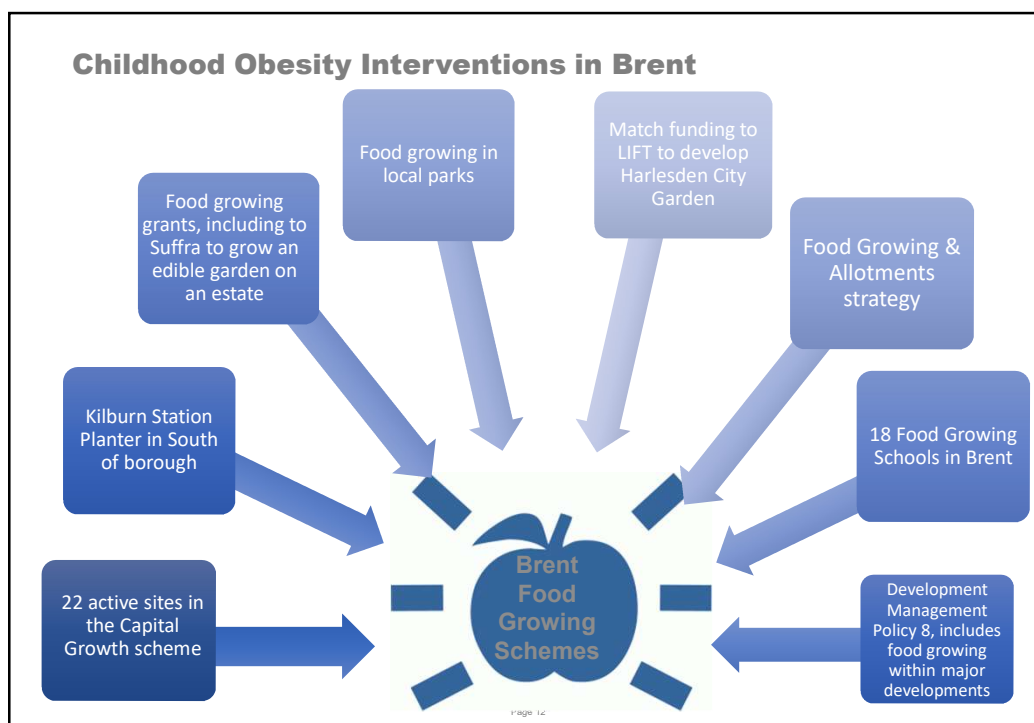 Childhood Obesity Interventions in Brent
Food growing in
local parks
Match funding to
LIFT to develop
Harlesden City
Garden
Food growing
grants, including to
Suffra to grow an
edible garden on
an estate
Food Growing &
Allotments
strategy
Kilburn Station
Planter in South
of borough
18 Food Growing
Schools in Brent
22 active sites in
the Capital
Growth scheme
Brent
Food
Growing
Schemes
Development
Management
Policy 8, includes
food growing
within major
developments
Page 12